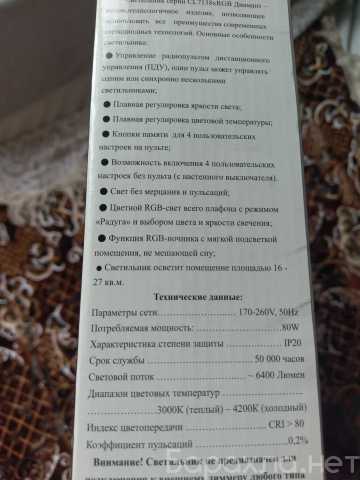 Светильник серии CL7138xRGB Диамант –
высокотехнологичное изделие, позволяющее
использовать все преимущества современных
светодиодных технологий. Основные особенности
светильника:
● Управление радиопультом дистанционного
управления (ПДУ), один пульт может управлять
одним или синхронно несколькими
светильниками;
● Плавная регулировка яркости света;
● Плавная регулировка цветовой температуры;
● Кнопки памяти для 4 пользовательских
настроек на пульте;
● Возможность включения 4 пользовательских
настроек без пульта (с настенного выключателя).
● Свет без мерцания и пульсаций;
● Цветной RGB-свет всего плафона с режимом
«Радуга» и выбором цвета и яркости свечения;
● Функция RGB-ночника с мягкой подсветкой
помещения, не мешающей сну;
● Светильник осветит помещение площадью 16 -
27 кв.м.
Технические данные:
Параметры сети ........................ 170-260V, 50Hz
Потребляемая мощность: ........................ 80W
Характеристика степени защиты .............. IP20
Срок службы ........................ 50 000 часов
Световой поток ........................ ~ 6400 Люмен
Диапазон цветовых температур ....................
................ 3000K (теплый) – 4200K (холодный)
Индекс цветопередачи ........................ CRI > 80
Коэффициент пульсаций ........................ 0,2%
Внимание! Светильник не предназначен для
подключения к внешнему диммеру любого типа
Барахла.нет